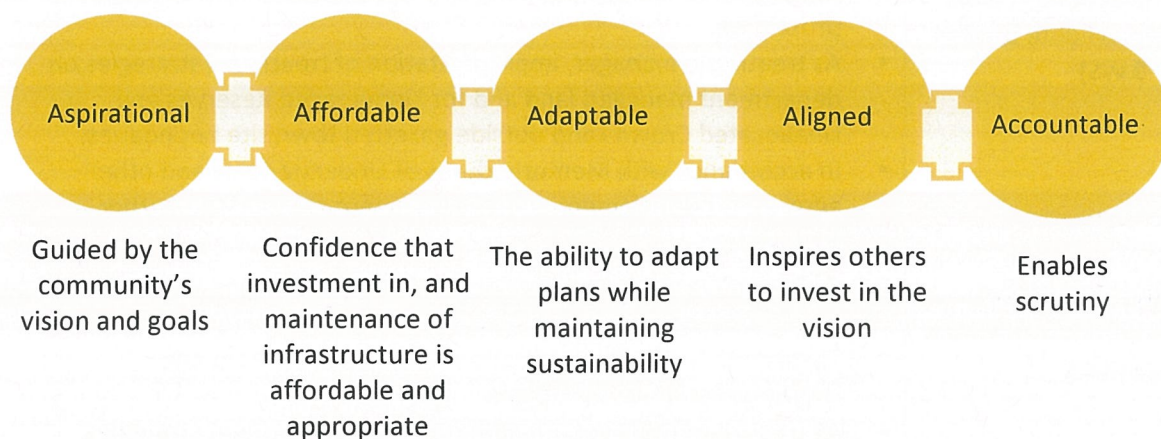 Aspirational
Affordable
Adaptable
Aligned
Accountable
Guided by the
community's
vision and goals
Confidence that
investment in, and
maintenance of
infrastructure is
affordable and
appropriate
The ability to adapt
plans while
maintaining
sustainability
Inspires others
to invest in the
vision
Enables
scrutiny